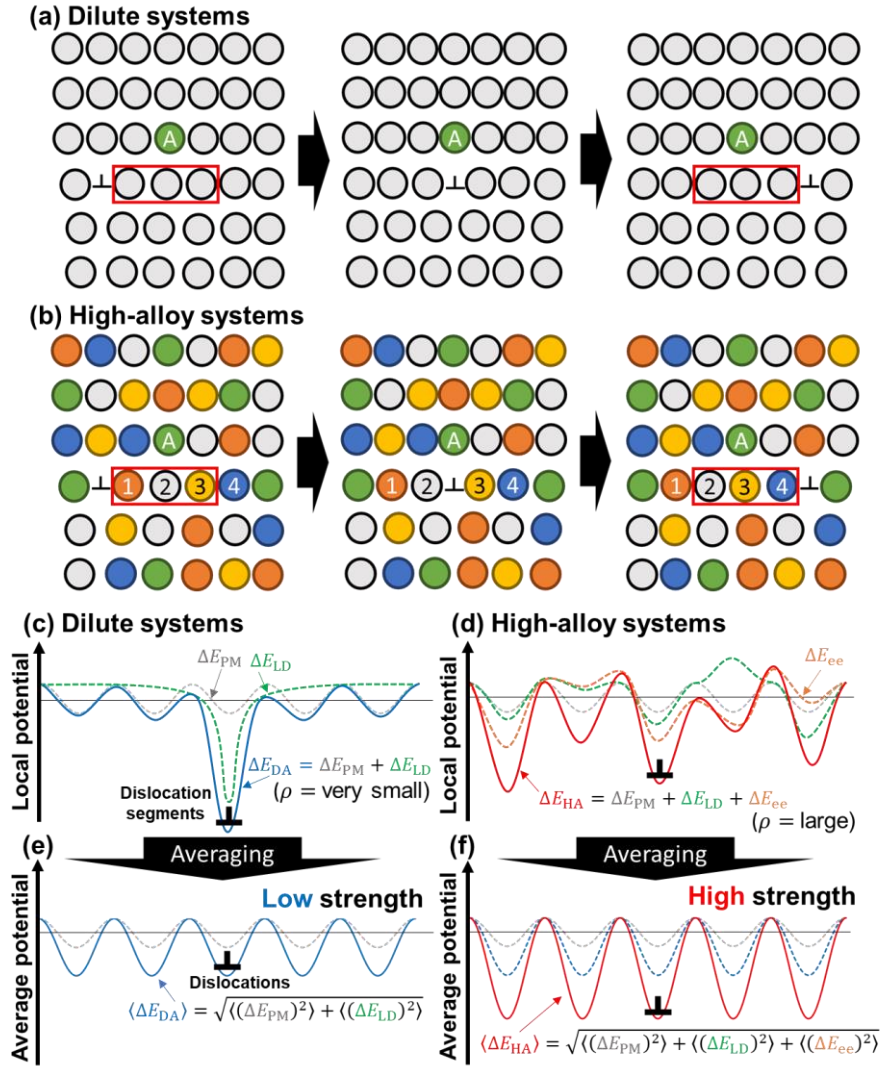 (a) Dilute systems
A
A
A
⊥
⊥
⊥
(b) High-alloy systems
A
A
A
⊥ 1 2 3 4
1 2 ⊥ 3 4
1 2 3 4 ⊥
(c) Dilute systems
Local potential
ΔE_PM
ΔE_LD
ΔE_DA = ΔE_PM + ΔE_LD
(ρ = very small)
Dislocation
segments
(d) High-alloy systems
Local potential
ΔE_ee
ΔE_HA = ΔE_PM + ΔE_LD + ΔE_ee
(ρ = large)
(e)
Averaging
Average potential
Low strength
Dislocations
⟨ΔE_DA⟩ = √⟨(ΔE_PM)²⟩ + ⟨(ΔE_LD)²⟩
(f)
Averaging
Average potential
High strength
⟨ΔE_HA⟩ = √⟨(ΔE_PM)²⟩ + ⟨(ΔE_LD)²⟩ + ⟨(ΔE_ee)²⟩